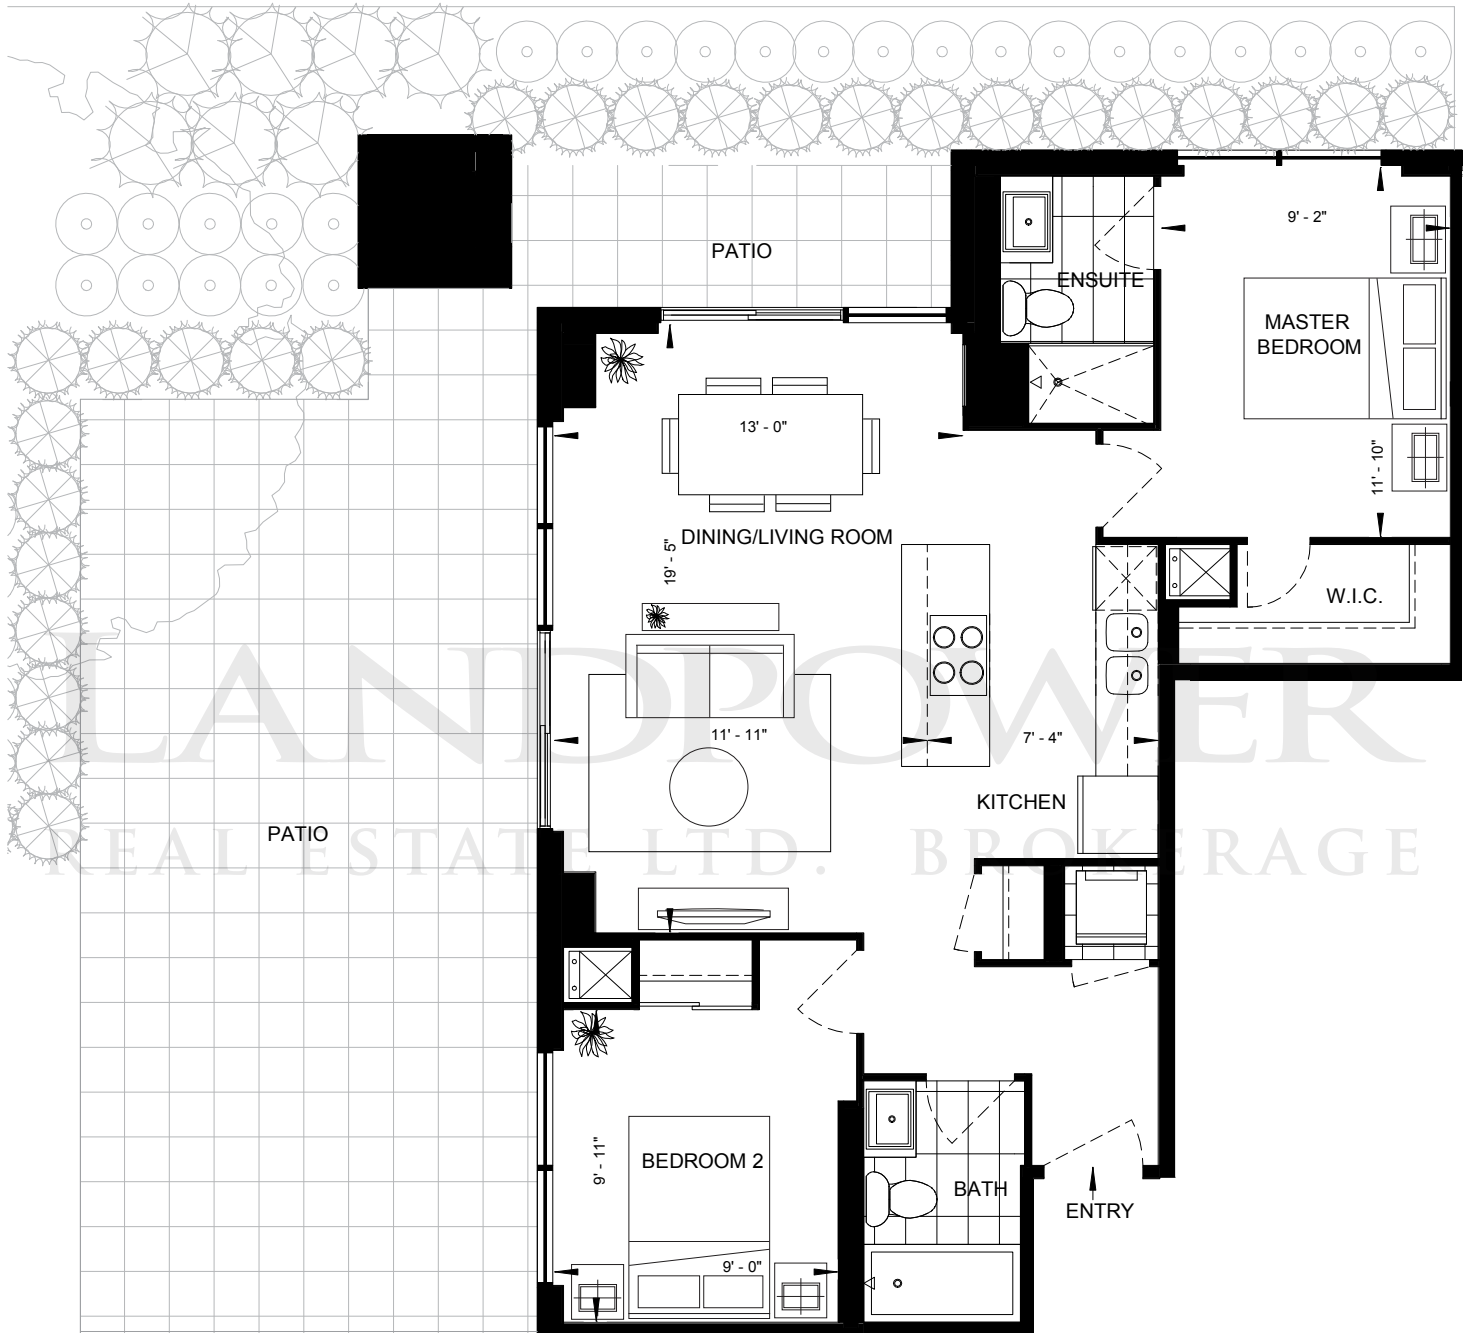 PATIO
9' - 2"
ENSUITE
MASTER
BEDROOM
13' - 0"
11' - 10"
DINING/LIVING ROOM
19' - 5"
W.I.C.
LANDPOWER
11' - 11"
7' - 4"
KITCHEN
PATIO
REAL ESTATE LTD. BROKERAGE
9' - 11"
BEDROOM 2
BATH
ENTRY
9' - 0"